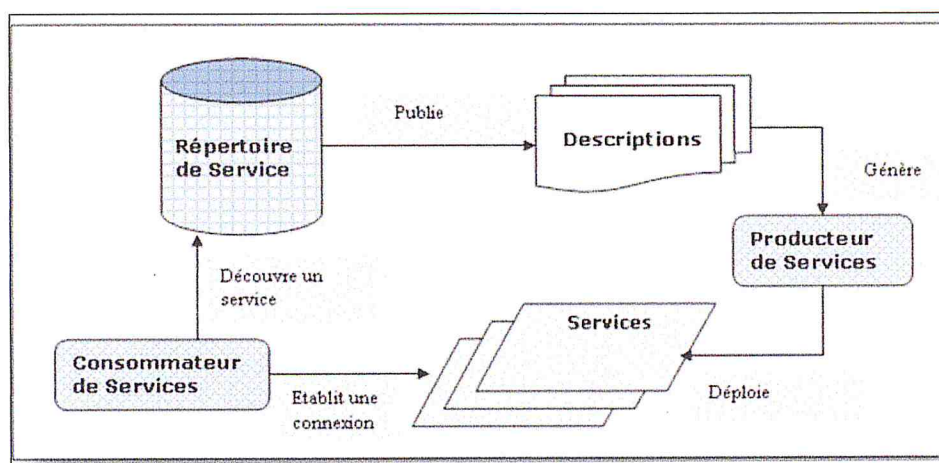 Publie
Répertoire
de Service
Descriptions
Génère
Producteur
de Services
Découvre un
service
Services
Consommateur
de Services
Etablit une
connexion
Déploie